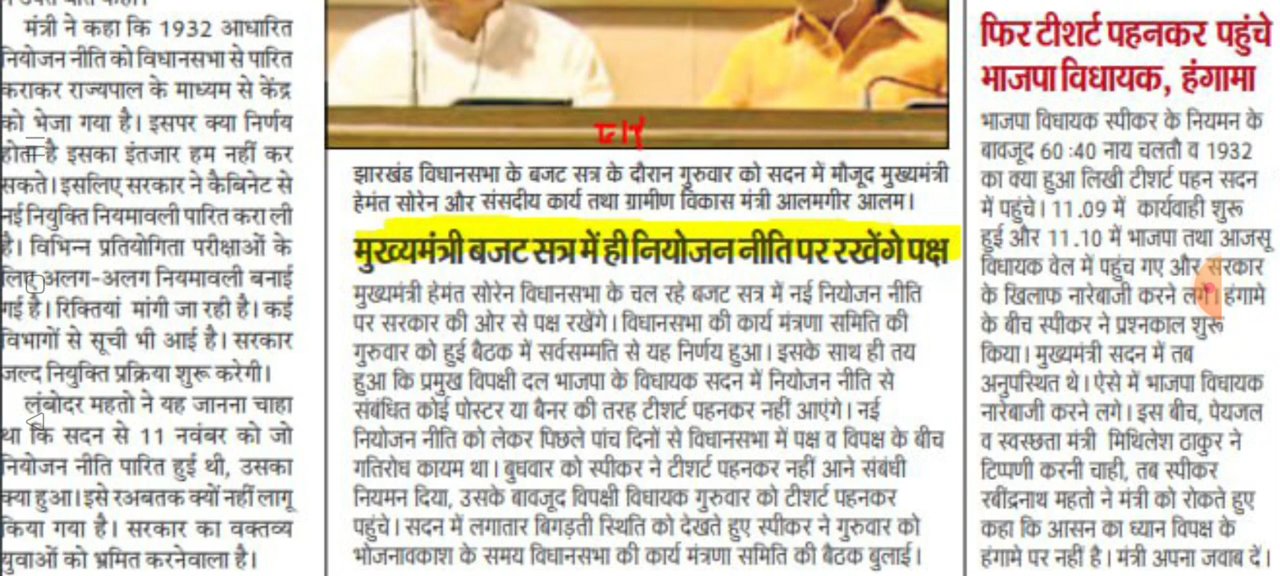 मंत्री ने कहा कि 1932 आधारित
नियोजन नीति को विधानसभा से पारित
कराकर राज्यपाल के माध्यम से केंद्र
को भेजा गया है। इसपर क्या निर्णय
होता है इसका इंतजार हम नहीं कर
सकते। इसलिए सरकार ने कैबिनेट से
नई नियुक्ति नियमावली पारित करा ली
है। विभिन्न प्रतियोगिता परीक्षाओं के
लिए अलग-अलग नियमावली बनाई
गई है। रिक्तियां मांगी जा रही है। कई
विभागों से सूची भी आई है। सरकार
जल्द नियुक्ति प्रक्रिया शुरू करेगी।
लंबोदर महतो ने यह जानना चाहा
था कि सदन से 11 नवंबर को जो
नियोजन नीति पारित हुई थी, उसका
क्या हुआ। इसे रअबतक क्यों नहीं लागू
किया गया है। सरकार का वक्तव्य
युवाओं को भ्रमित करनेवाला है।
झारखंड विधानसभा के बजट सत्र के दौरान गुरुवार को सदन में मौजूद मुख्यमंत्री
हेमंत सोरेन और संसदीय कार्य तथा ग्रामीण विकास मंत्री आलमगीर आलम।
मुख्यमंत्री बजट सत्र में ही नियोजन नीति पर रखेंगे पक्ष
मुख्यमंत्री हेमंत सोरेन विधानसभा के चल रहे बजट सत्र में नई नियोजन नीति
पर सरकार की ओर से पक्ष रखेंगे। विधानसभा की कार्य मंत्रणा समिति की
गुरुवार को हुई बैठक में सर्वसम्मति से यह निर्णय हुआ। इसके साथ ही तय
हुआ कि प्रमुख विपक्षी दल भाजपा के विधायक सदन में नियोजन नीति से
संबंधित कोई पोस्टर या बैनर की तरह टीशर्ट पहनकर नहीं आएंगे। नई
नियोजन नीति को लेकर पिछले पांच दिनों से विधानसभा में पक्ष व विपक्ष के बीच
गतिरोध कायम था। बुधवार को स्पीकर ने टीशर्ट पहनकर नहीं आने संबंधी
नियमन दिया, उसके बावजूद विपक्षी विधायक गुरुवार को टीशर्ट पहनकर
पहुंचे। सदन में लगातार बिगड़ती स्थिति को देखते हुए स्पीकर ने गुरुवार को
भोजनावकाश के समय विधानसभा की कार्य मंत्रणा समिति की बैठक बुलाई।
फिर टीशर्ट पहनकर पहुंचे
भाजपा विधायक, हंगामा
भाजपा विधायक स्पीकर के नियमन के
बावजूद 60 :40 नाय चलतौ व 1932
का क्या हुआ लिखी टीशर्ट पहन सदन
में पहुंचे। 11.09 में कार्यवाही शुरू
हुई और 11.10 में भाजपा तथा आजसू
विधायक वेल में पहुंच गए और सरकार
के खिलाफ नारेबाजी करने लगे। हंगामे
के बीच स्पीकर ने प्रश्नकाल शुरू
किया। मुख्यमंत्री सदन में तब
अनुपस्थित थे। ऐसे में भाजपा विधायक
नारेबाजी करने लगे। इस बीच, पेयजल
व स्वस्छता मंत्री मिथिलेश ठाकुर ने
टिप्पणी करनी चाही, तब स्पीकर
रबींद्रनाथ महतो ने मंत्री को रोकते हुए
कहा कि आसन का ध्यान विपक्ष के
हंगामे पर नहीं है। मंत्री अपना जवाब दें।